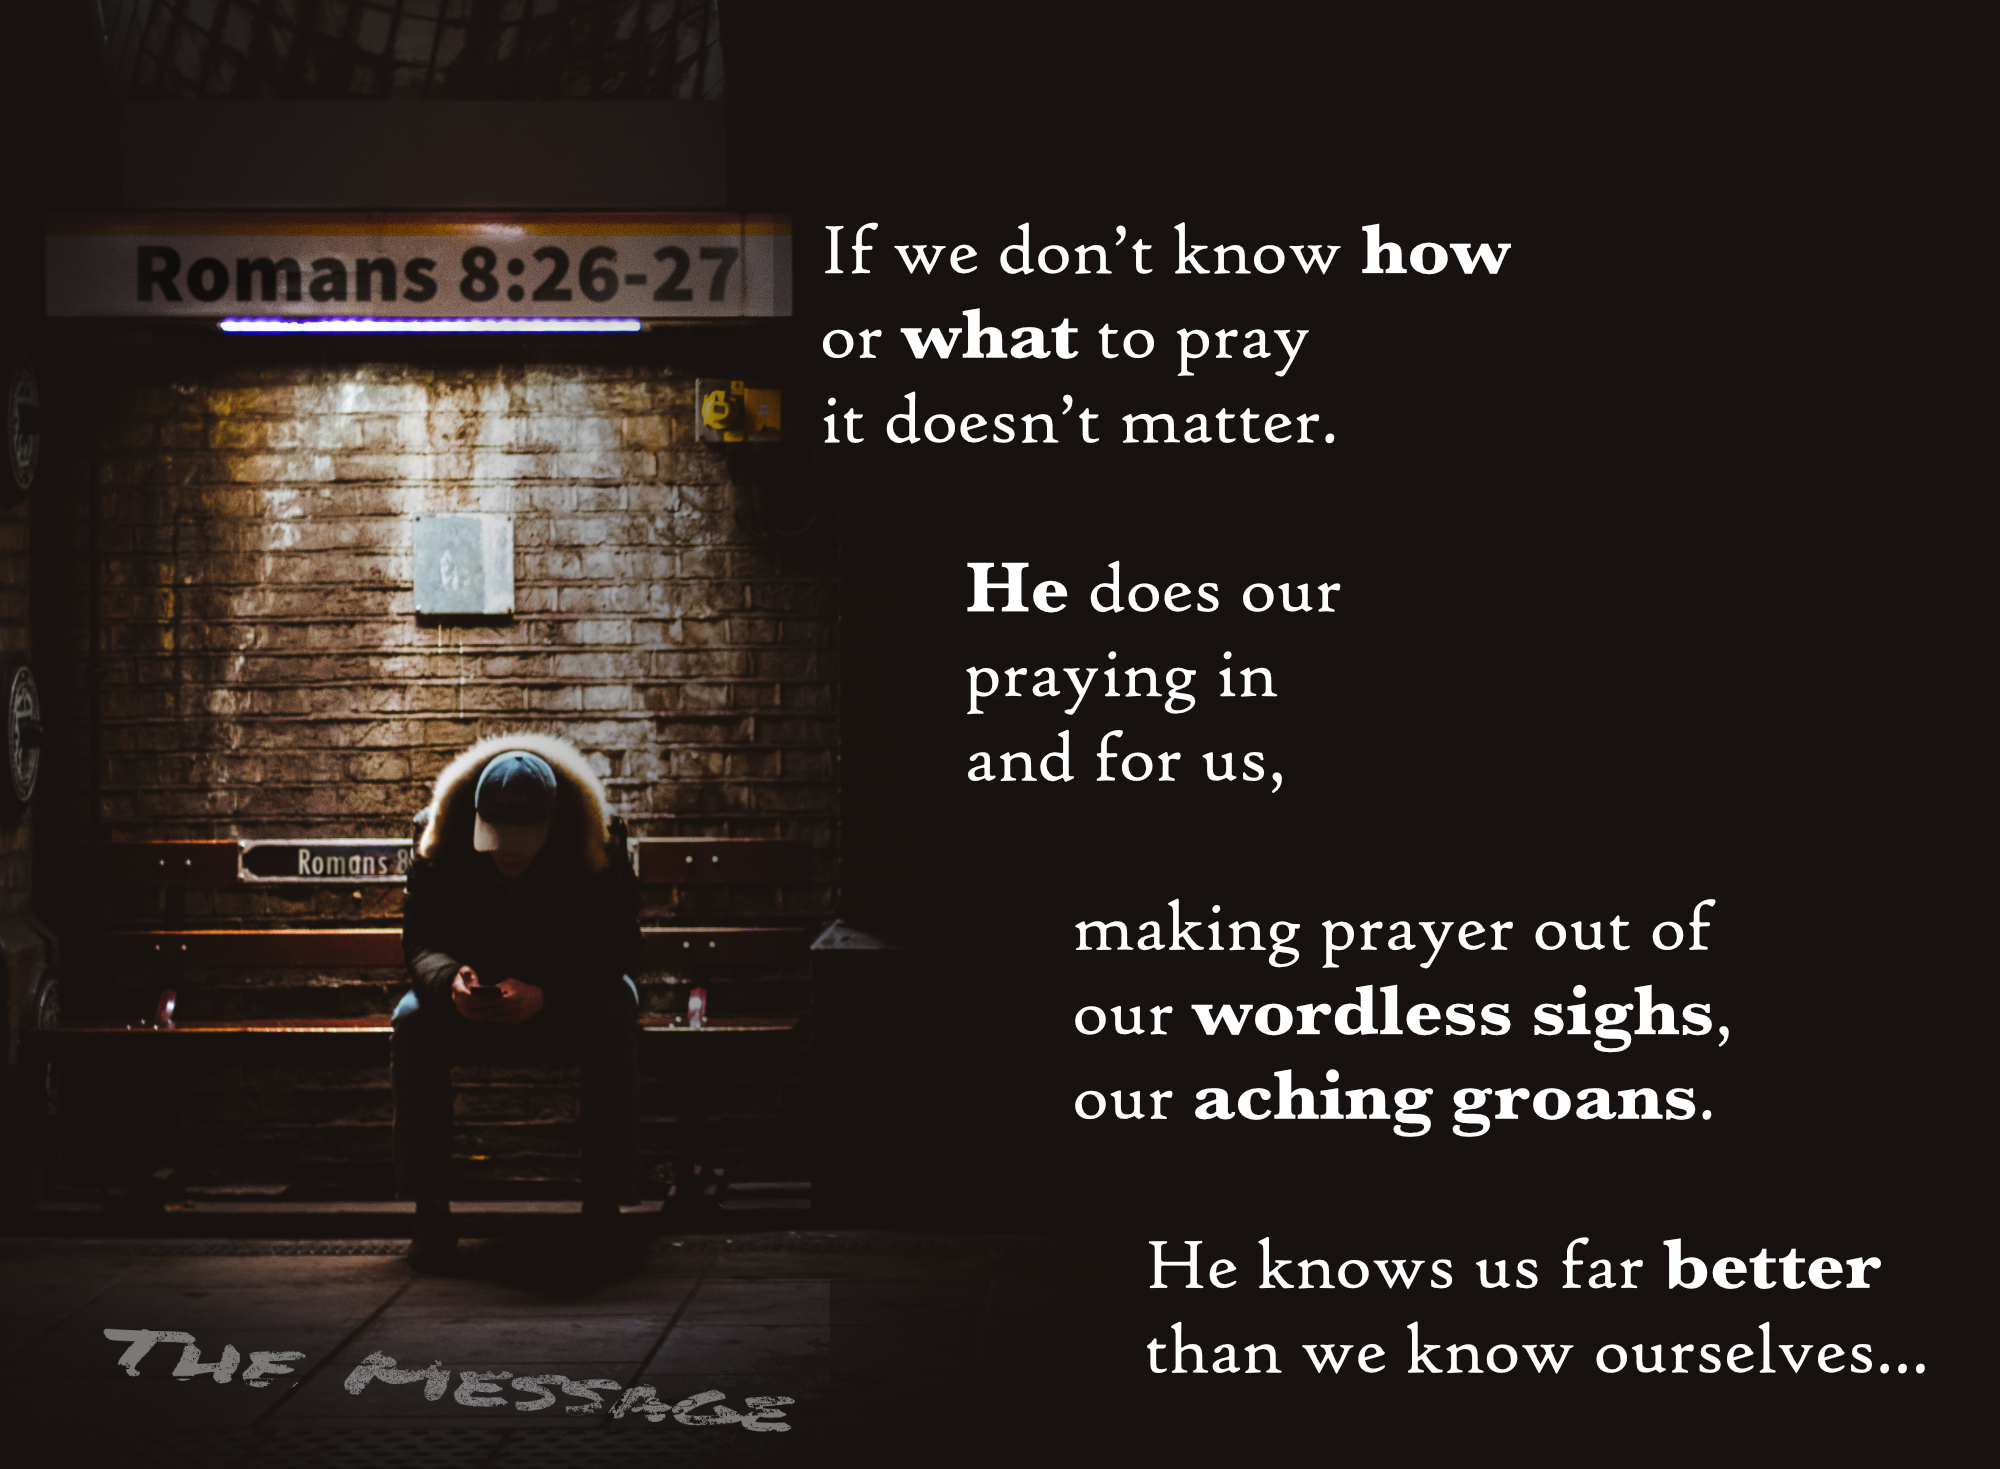 Romans 8:26-27
If we don’t know how
or what to pray
it doesn’t matter.
He does our
praying in
and for us,
making prayer out of
our wordless sighs,
our aching groans.
He knows us far better
than we know ourselves...
Romans 8
THE MESSAGE